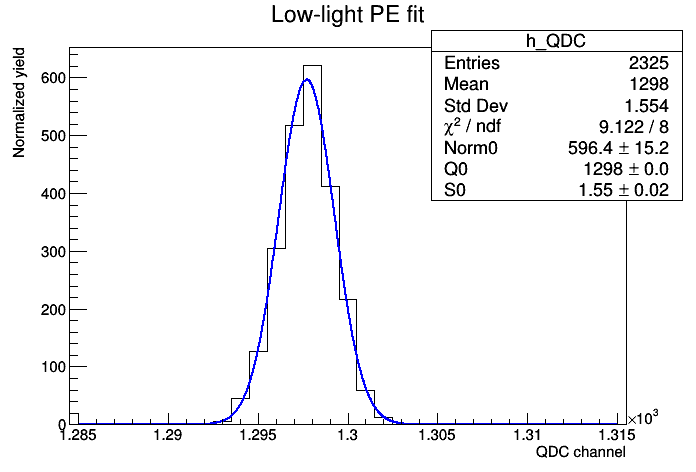 Low-light PE fit
Normalized yield
h_QDC
Entries 2325
Mean 1298
Std Dev 1.554
χ² / ndf 9.122 / 8
Norm0 596.4 ± 15.2
Q0 1298 ± 0.0
S0 1.55 ± 0.02
600
500
400
300
200
100
0
1.285 1.29 1.295 1.3 1.305 1.31 1.315
×10³
QDC channel